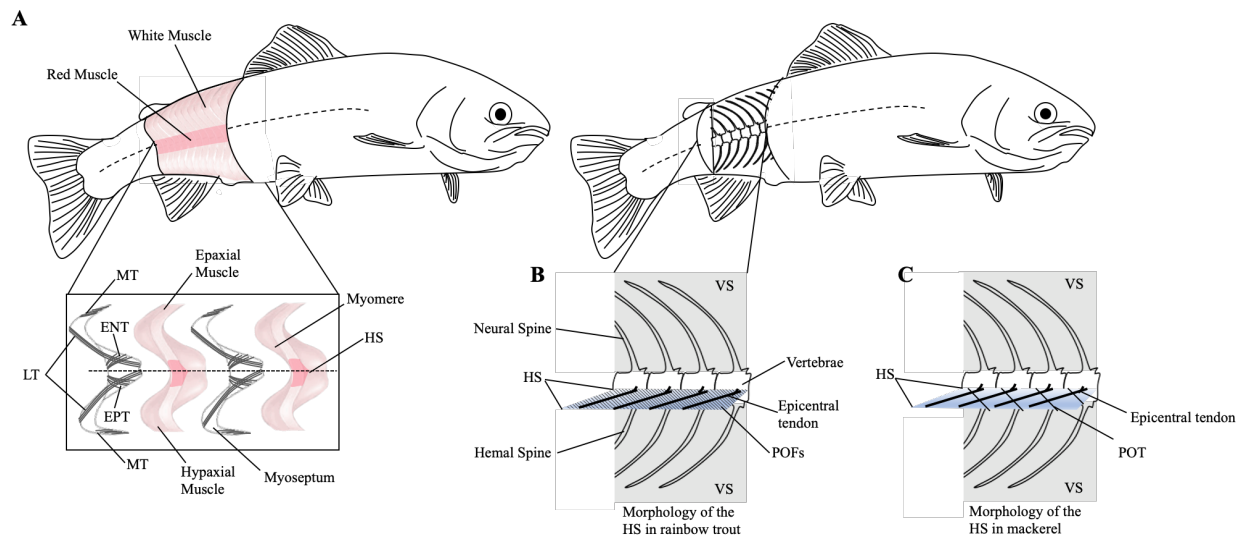 A
White Muscle
Red Muscle
Epaxial
Muscle
MT
ENT
Myomere
HS
LT
EPT
MT
Hypaxial
Muscle
Myoseptum
B
VS
Neural Spine
Vertebrae
HS
Epicentral
tendon
Hemal Spine
POFs
VS
Morphology of the
HS in rainbow trout
C
VS
HS
Epicentral tendon
POT
VS
Morphology of the
HS in mackerel